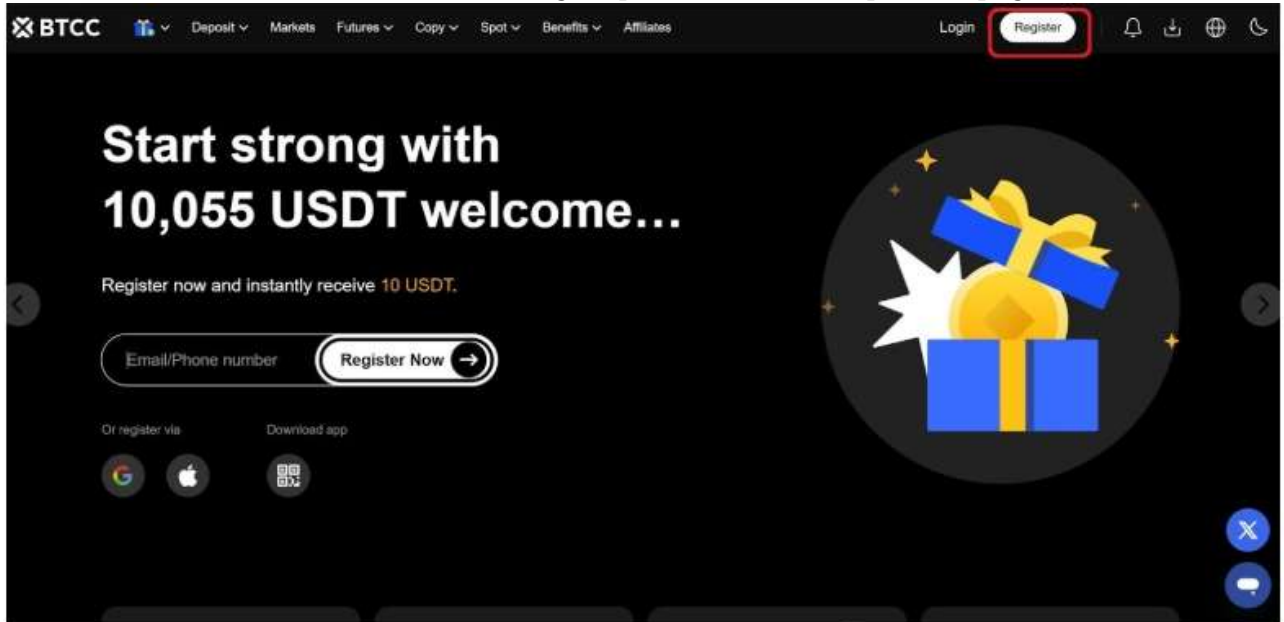 BTCC Deposit Markets Futures Copy Spot Benefits Affiliates Login Register
Start strong with
10,055 USDT welcome...
Register now and instantly receive 10 USDT.
Email/Phone number Register Now
Or register via Download app